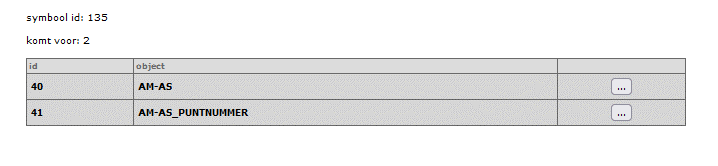 symbool id: 135
komt voor: 2
id object
40 AM-AS ...
41 AM-AS_PUNTNUMMER ...